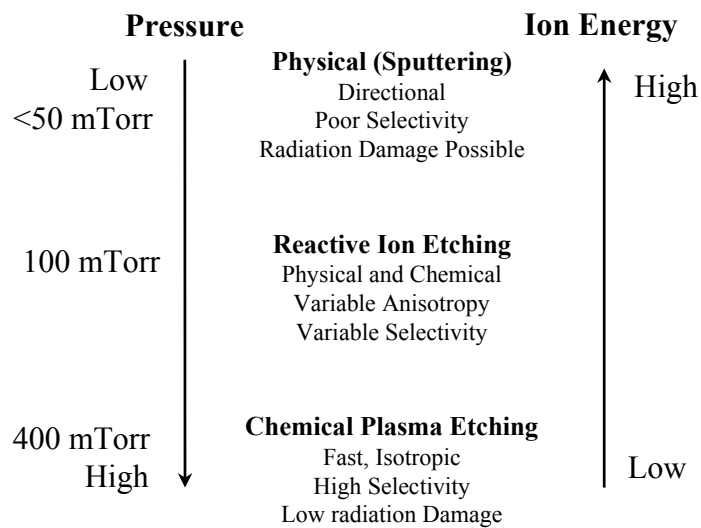 Pressure
Ion Energy
Low
<50 mTorr
Physical (Sputtering)
Directional
Poor Selectivity
Radiation Damage Possible
High
100 mTorr
Reactive Ion Etching
Physical and Chemical
Variable Anisotropy
Variable Selectivity
400 mTorr
High
Chemical Plasma Etching
Fast, Isotropic
High Selectivity
Low radiation Damage
Low